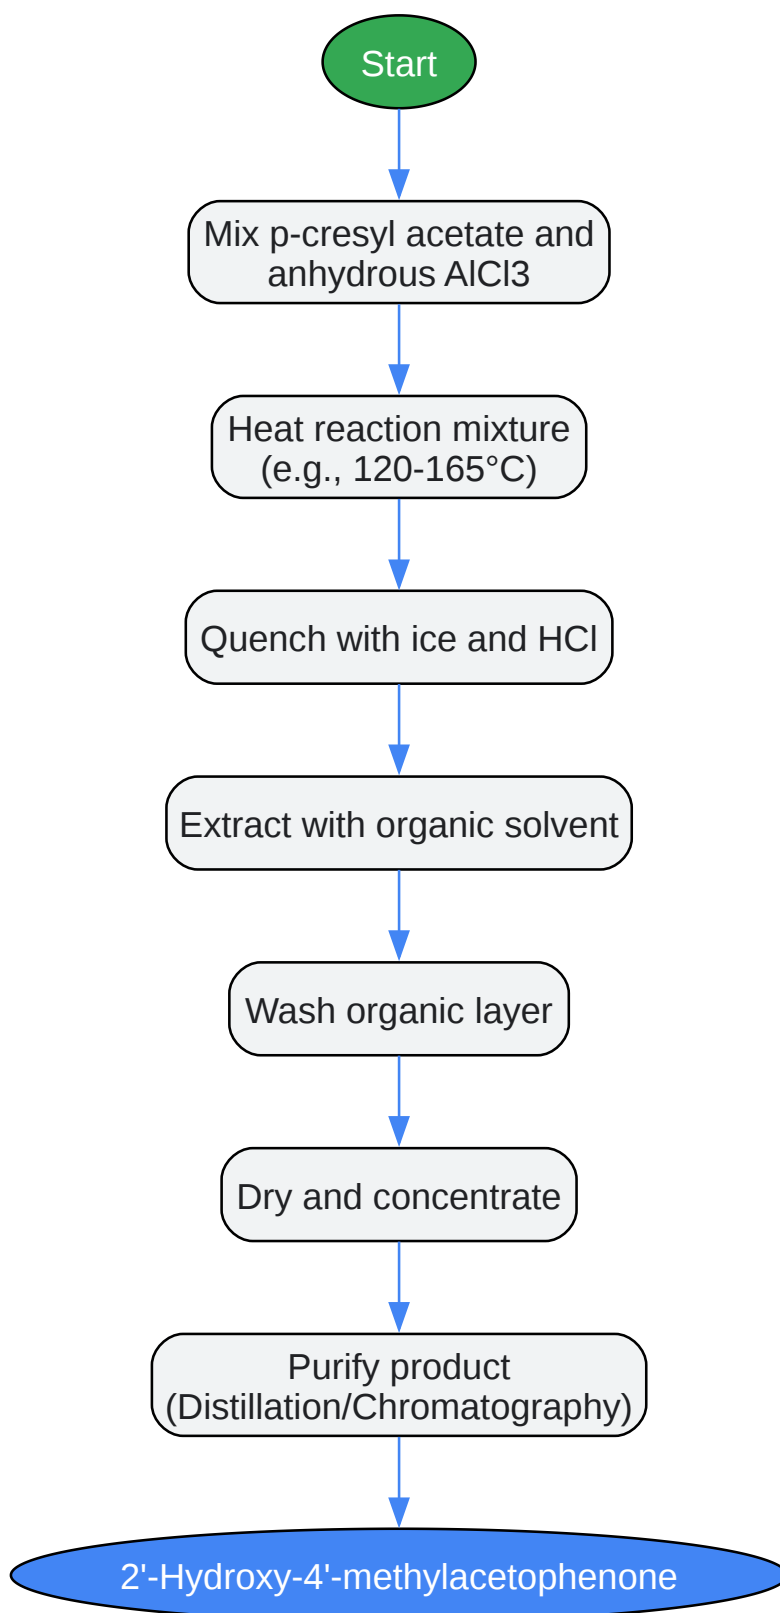 Start
Mix p-cresyl acetate and
anhydrous AlCl3
Heat reaction mixture
(e.g., 120-165°C)
Quench with ice and HCl
Extract with organic solvent
Wash organic layer
Dry and concentrate
Purify product
(Distillation/Chromatography)
2'-Hydroxy-4'-methylacetophenone